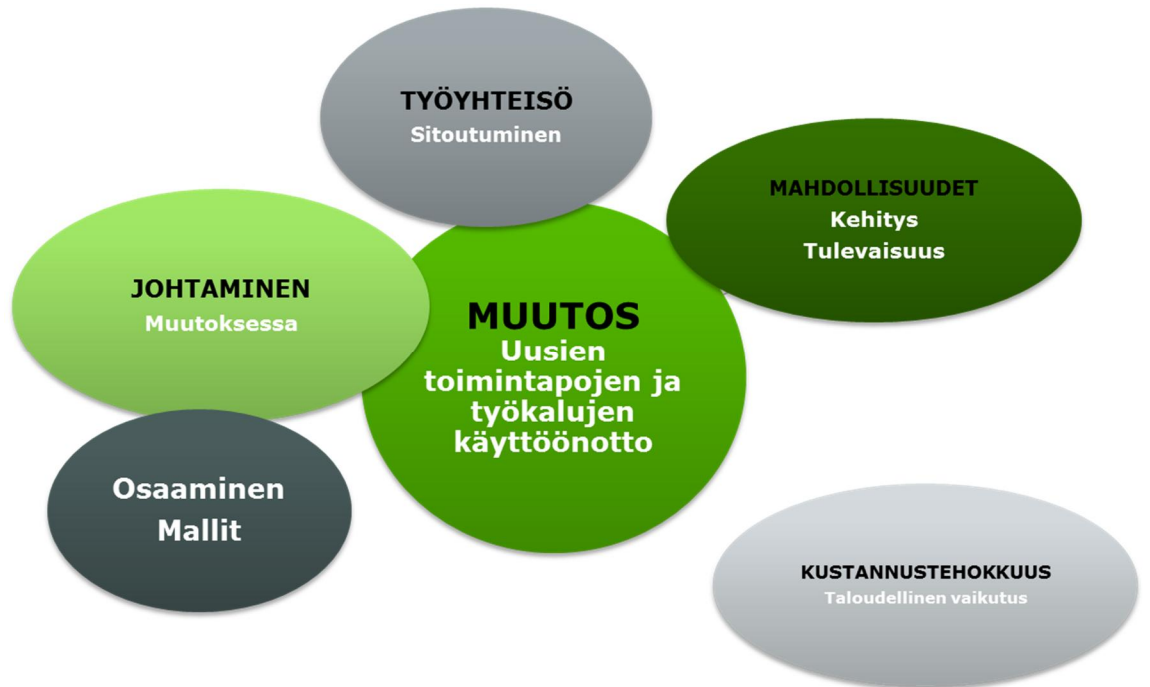 TYÖYHTEISÖ
Sitoutuminen
MAHDOLLISUUDET
Kehitys
Tulevaisuus
JOHTAMINEN
Muutoksessa
MUUTOS
Uusien
toimintapojen ja
työkalujen
käyttöönotto
Osaaminen
Mallit
KUSTANNUSTEHOKKUUS
Taloudellinen vaikutus